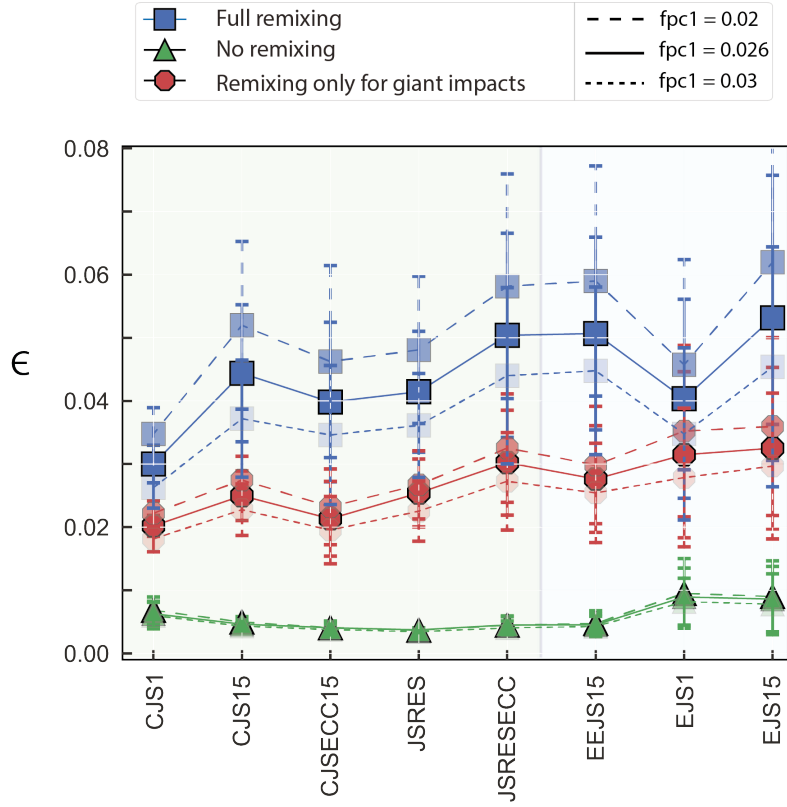 Full remixing
No remixing
Remixing only for giant impacts
fpc1 = 0.02
fpc1 = 0.026
fpc1 = 0.03
0.08
0.06
0.04
0.02
0.00
ϵ
CJS1
CJS15
CJSECC15
JSRES
JSRESECC
EEJS15
EJS1
EJS15